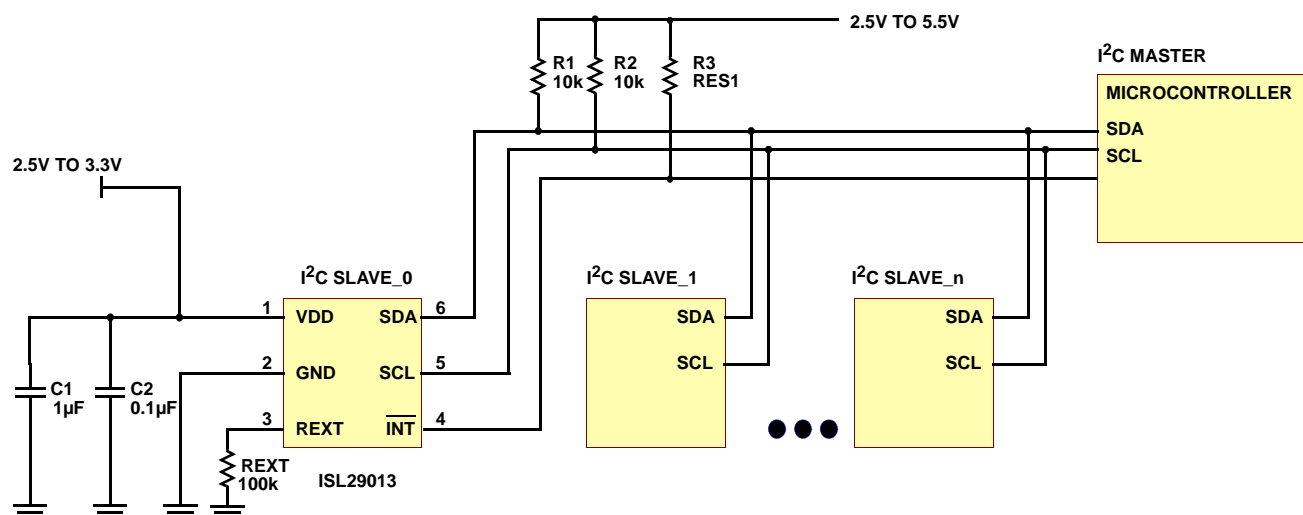 2.5V TO 5.5V
R1
10k
R2
10k
R3
RES1
I²C MASTER
MICROCONTROLLER
SDA
SCL
2.5V TO 3.3V
I²C SLAVE_0
1
VDD
SDA
6
2
GND
SCL
5
3
REXT
INT
4
C1
1µF
C2
0.1µF
REXT
100k
ISL29013
I²C SLAVE_1
SDA
SCL
I²C SLAVE_n
SDA
SCL